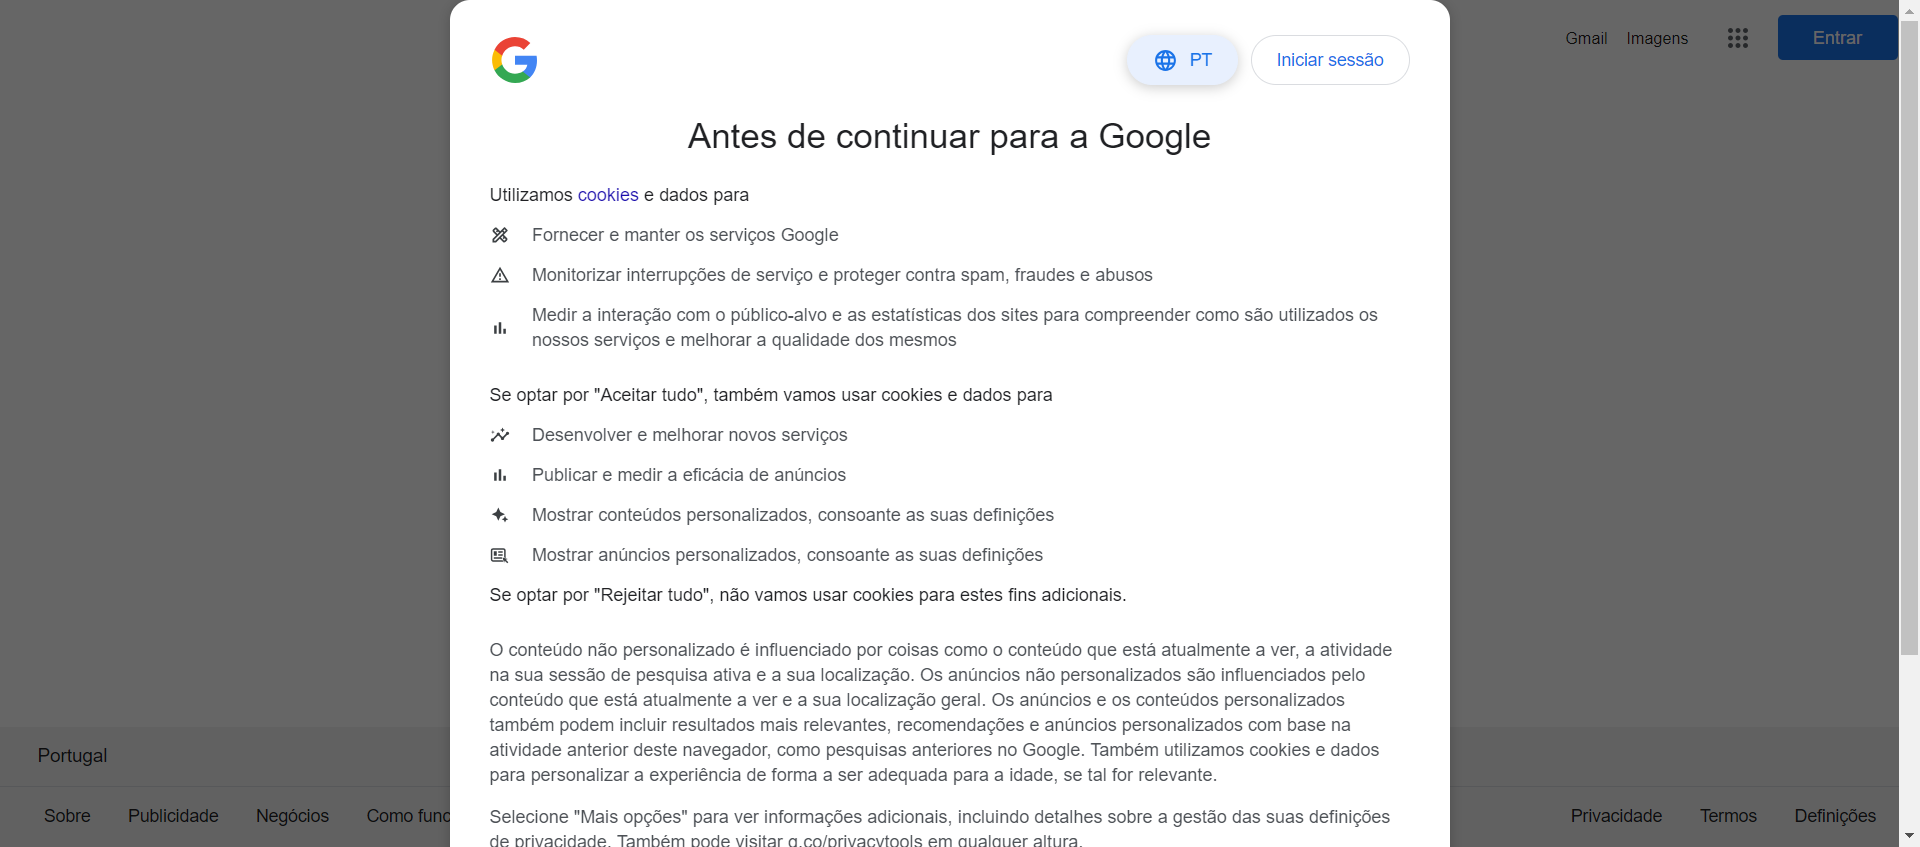 Gmail Imagens Entrar
PT Iniciar sessão
Antes de continuar para a Google
Utilizamos cookies e dados para
Fornecer e manter os serviços Google
Monitorizar interrupções de serviço e proteger contra spam, fraudes e abusos
Medir a interação com o público-alvo e as estatísticas dos sites para compreender como são utilizados os
nossos serviços e melhorar a qualidade dos mesmos
Se optar por "Aceitar tudo", também vamos usar cookies e dados para
Desenvolver e melhorar novos serviços
Publicar e medir a eficácia de anúncios
Mostrar conteúdos personalizados, consoante as suas definições
Mostrar anúncios personalizados, consoante as suas definições
Se optar por "Rejeitar tudo", não vamos usar cookies para estes fins adicionais.
O conteúdo não personalizado é influenciado por coisas como o conteúdo que está atualmente a ver, a atividade
na sua sessão de pesquisa ativa e a sua localização. Os anúncios não personalizados são influenciados pelo
conteúdo que está atualmente a ver e a sua localização geral. Os anúncios e os conteúdos personalizados
também podem incluir resultados mais relevantes, recomendações e anúncios personalizados com base na
atividade anterior deste navegador, como pesquisas anteriores no Google. Também utilizamos cookies e dados
para personalizar a experiência de forma a ser adequada para a idade, se tal for relevante.
Selecione "Mais opções" para ver informações adicionais, incluindo detalhes sobre a gestão das suas definições
de privacidade. Também pode visitar g.co/privacytools em qualquer altura.
Portugal
Sobre Publicidade Negócios Como func
Privacidade Termos Definições